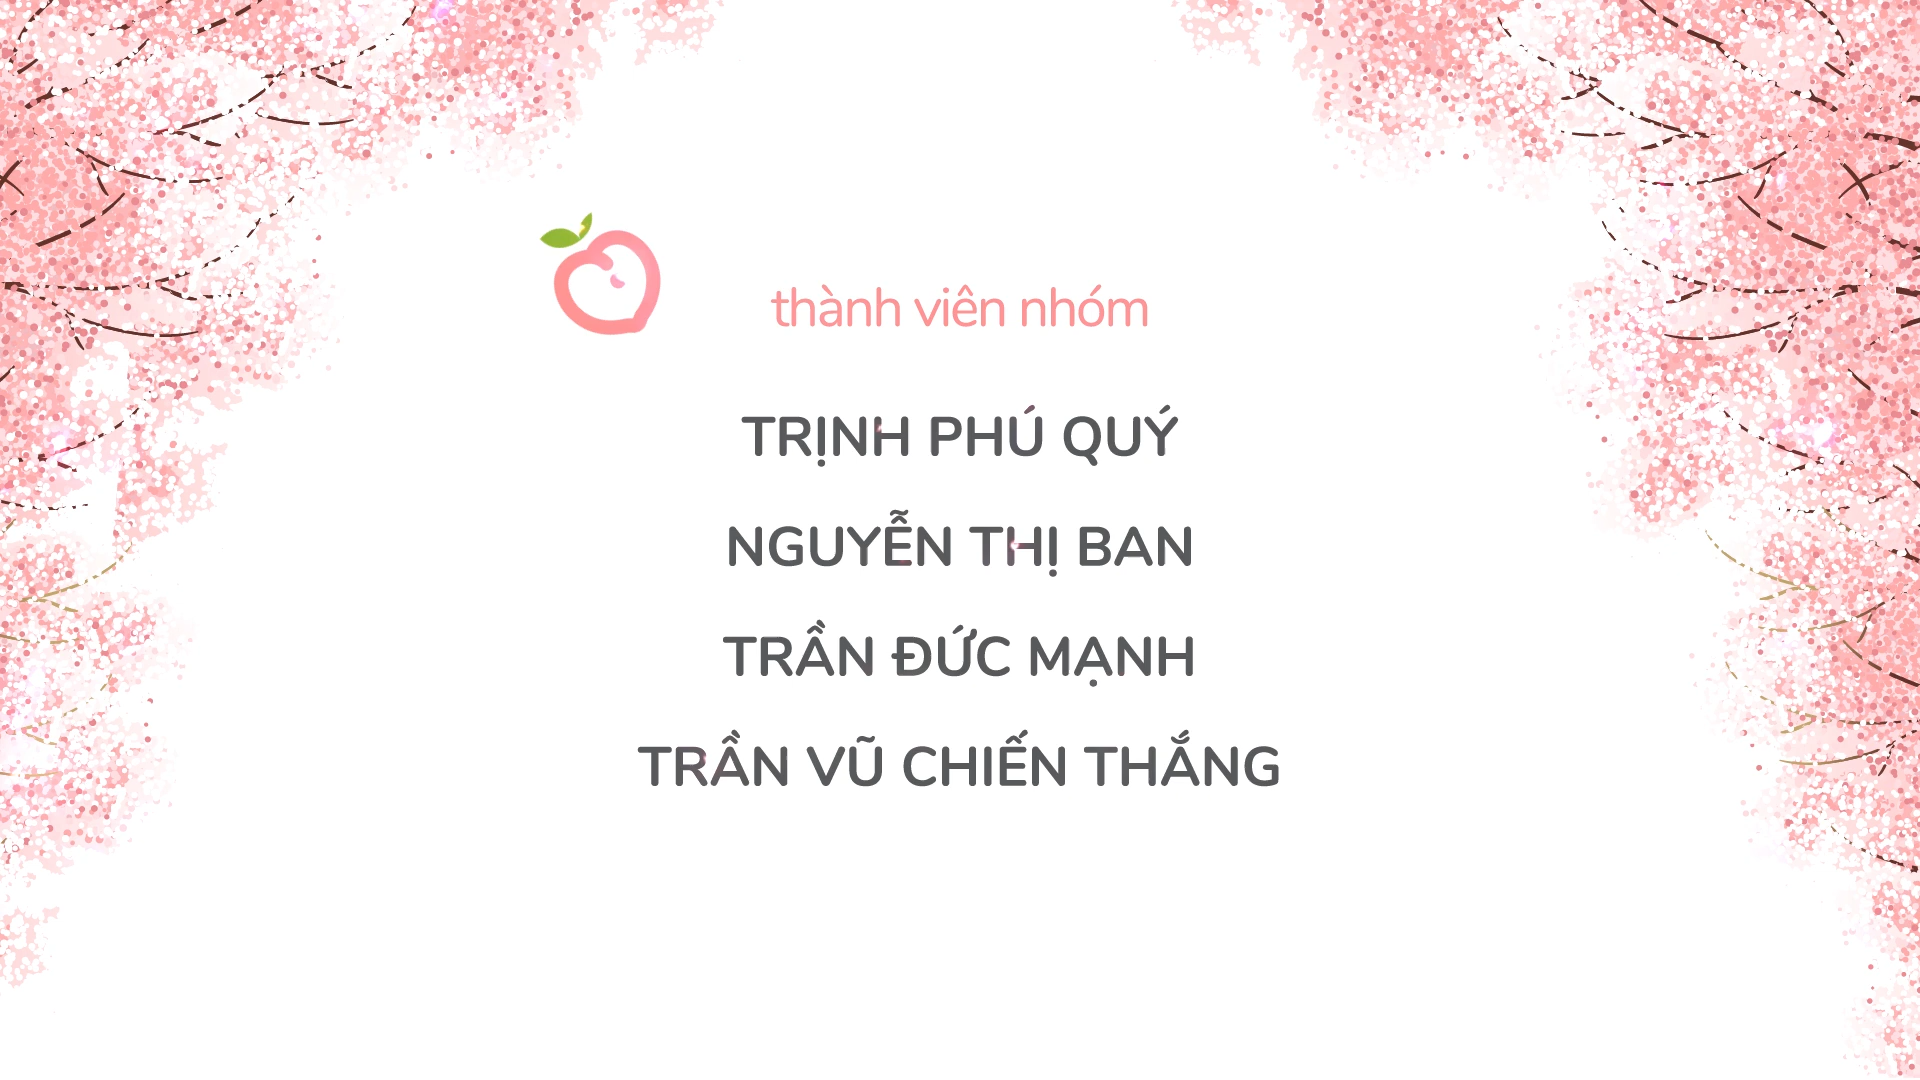 thành viên nhóm
TRỊNH PHÚ QUÝ
NGUYỄN THỊ BAN
TRẦN ĐỨC MẠNH
TRẦN VŨ CHIẾN THẮNG